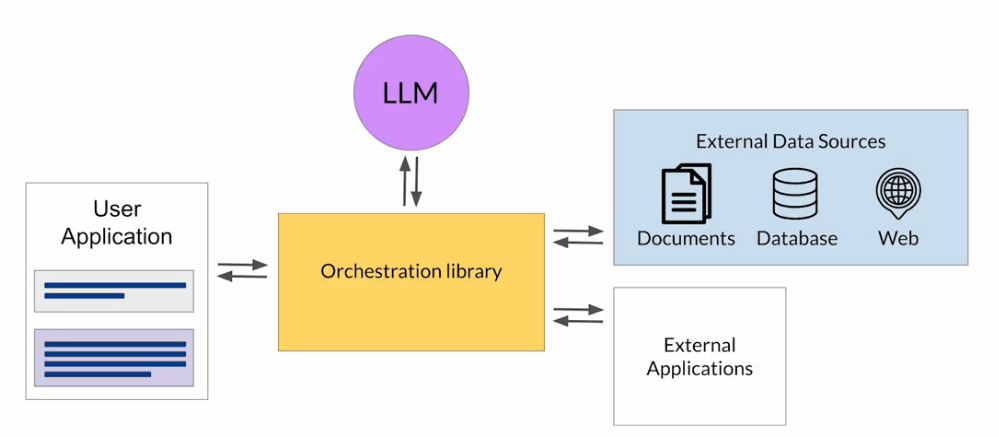 LLM
User
Application
Orchestration library
External Data Sources
Documents
Database
Web
External
Applications